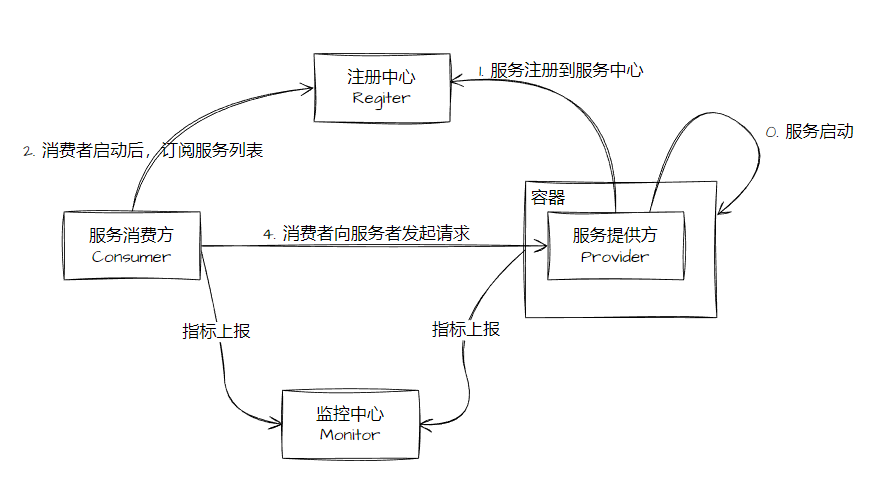 注册中心
Regiter
1. 服务注册到服务中心
0. 服务启动
2. 消费者启动后，订阅服务列表
容器
服务消费方
Consumer
4. 消费者向服务者发起请求
服务提供方
Provider
指标上报
指标上报
监控中心
Monitor